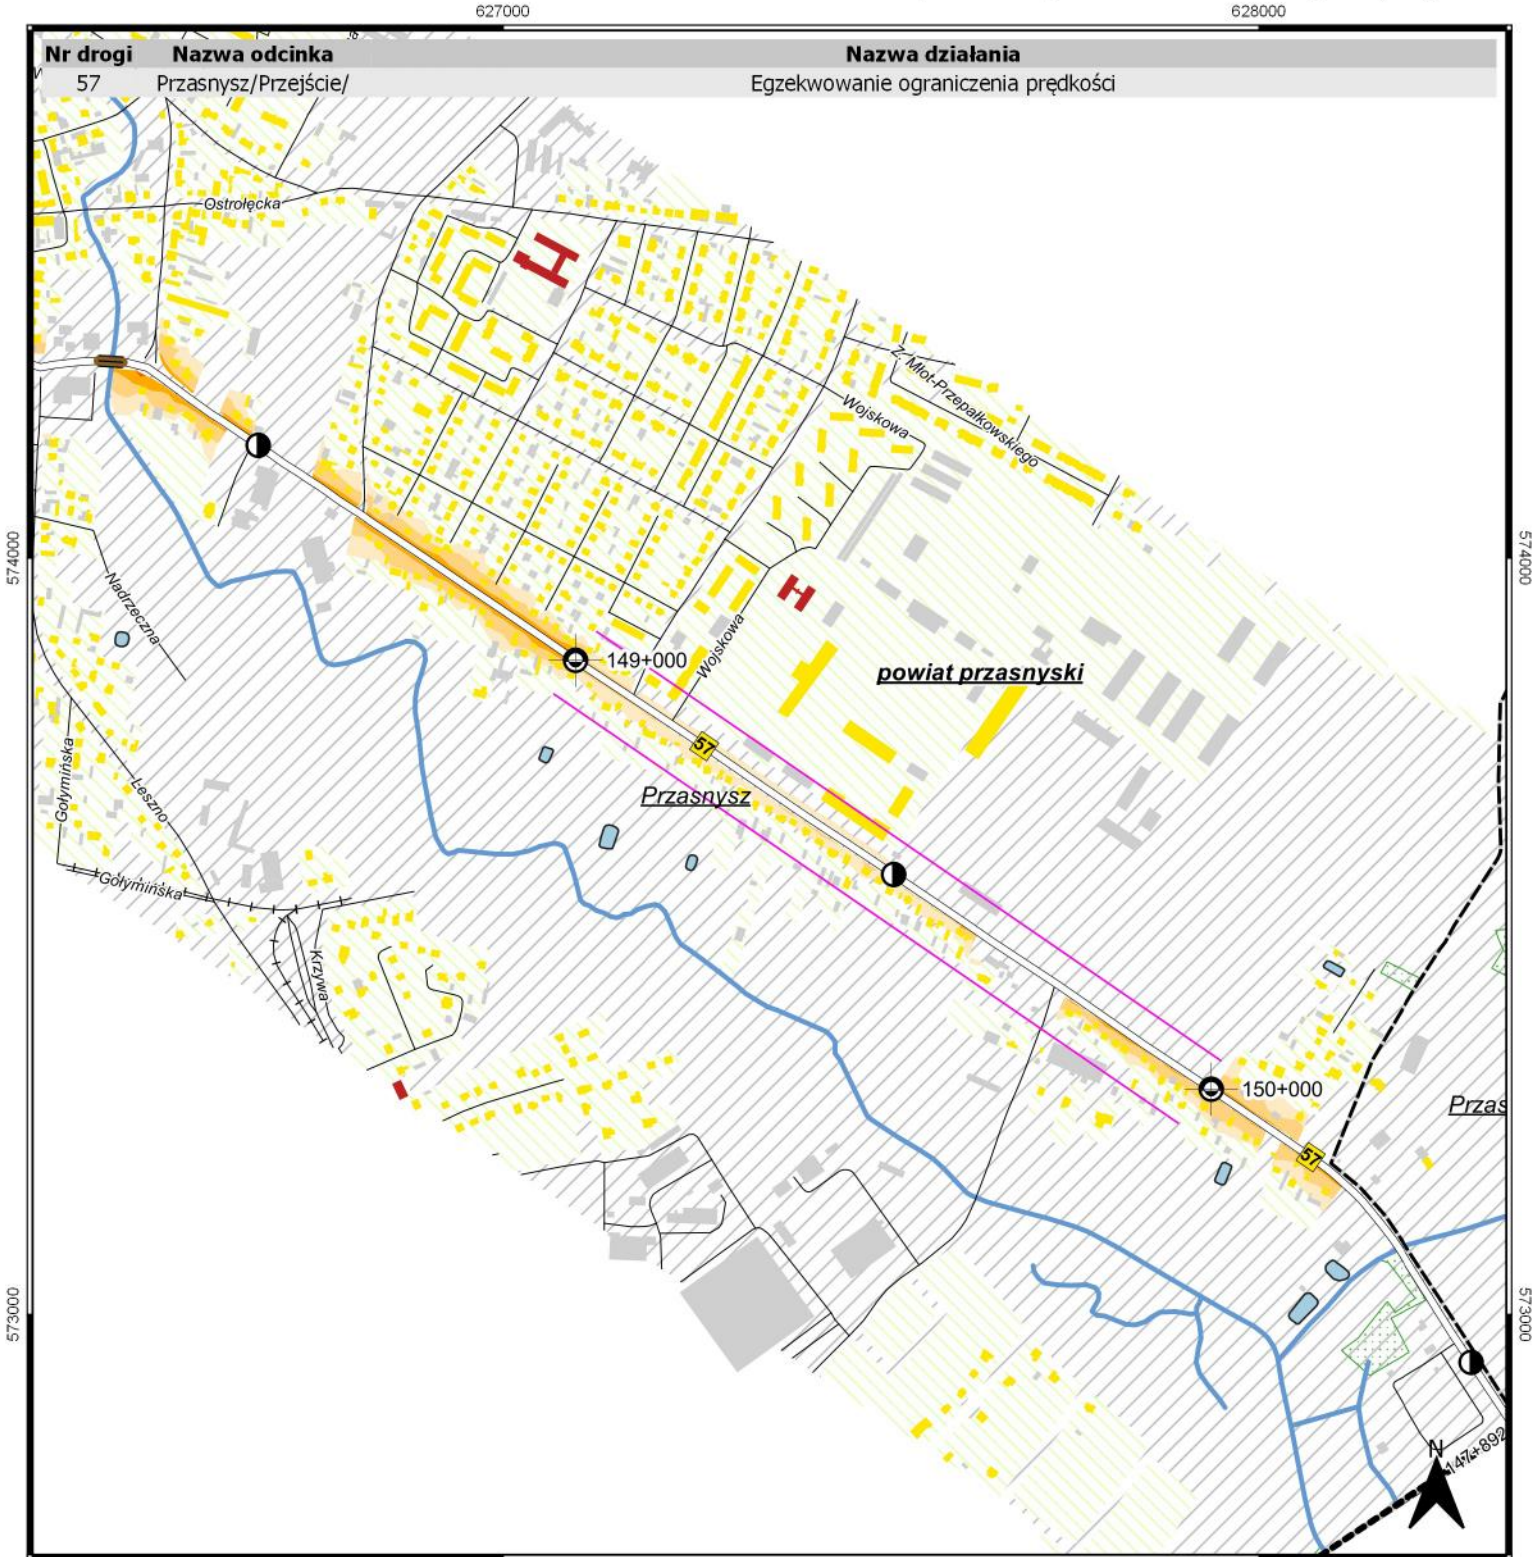 627000 628000
Nr drogi Nazwa odcinka Nazwa działania
57 Przasnysz/Przejście/ Egzekwowanie ograniczenia prędkości
Ostrołęcka
Z. Młot-Przepałkowskiego
Wojskowa
574000
574000
Nadrzeczna
Wojskowa
149+000
powiat przasnyski
57
Gołymińska
Leszno
Przasnysz
Gołymińska
Krzywa
150+000
Przas
57
573000
573000
N
147+892